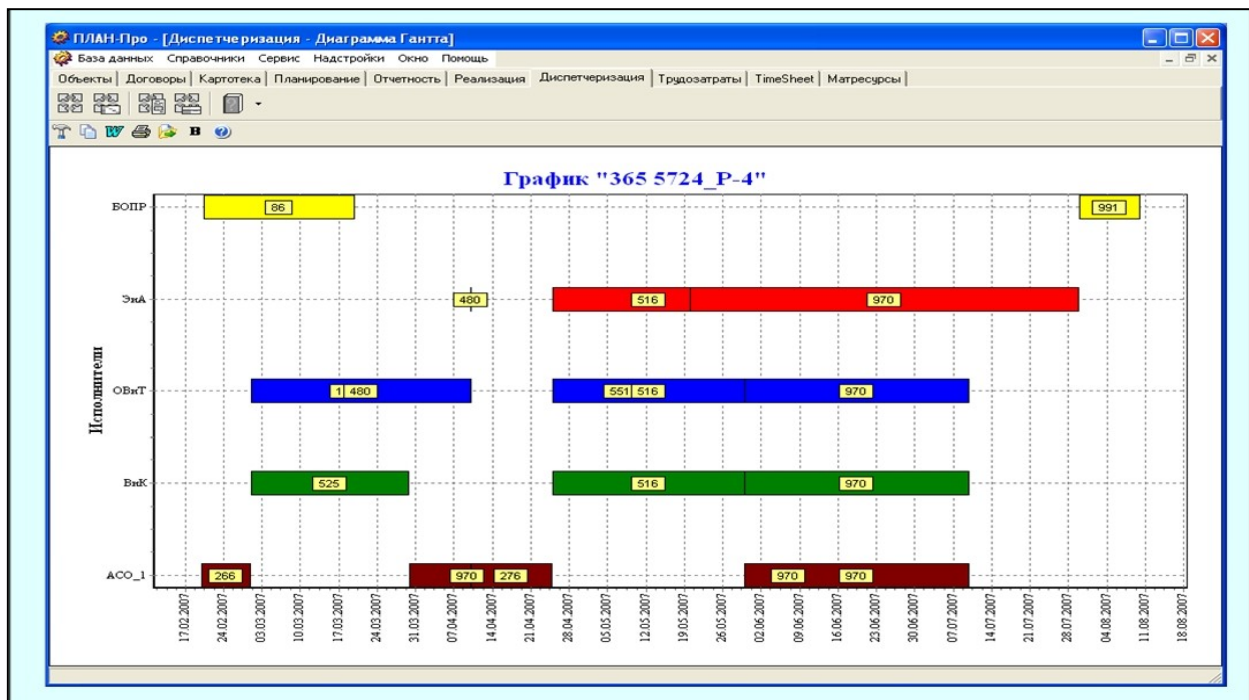 ПЛАН-Про - [Диспетчеризация - Диаграмма Гантта]
База данных Справочники Сервис Надстройки Окно Помощь
Объекты Договоры Картотека Планирование Отчетность Реализация Диспетчеризация Трудозатраты TimeSheet Матресурсы
W B ?
График "365 5724_Р-4"
Исполнители
БОПР 86 991
ЭиА 480 516 970
ОВиТ 1 480 551 516 970
ВиК 525 516 970
АСО_1 266 970 276 970 970
17.02.2007 24.02.2007 03.03.2007 10.03.2007 17.03.2007 24.03.2007 31.03.2007 07.04.2007 14.04.2007 21.04.2007 28.04.2007 05.05.2007 12.05.2007 19.05.2007 26.05.2007 02.06.2007 09.06.2007 16.06.2007 23.06.2007 30.06.2007 07.07.2007 14.07.2007 21.07.2007 28.07.2007 04.08.2007 11.08.2007 18.08.2007